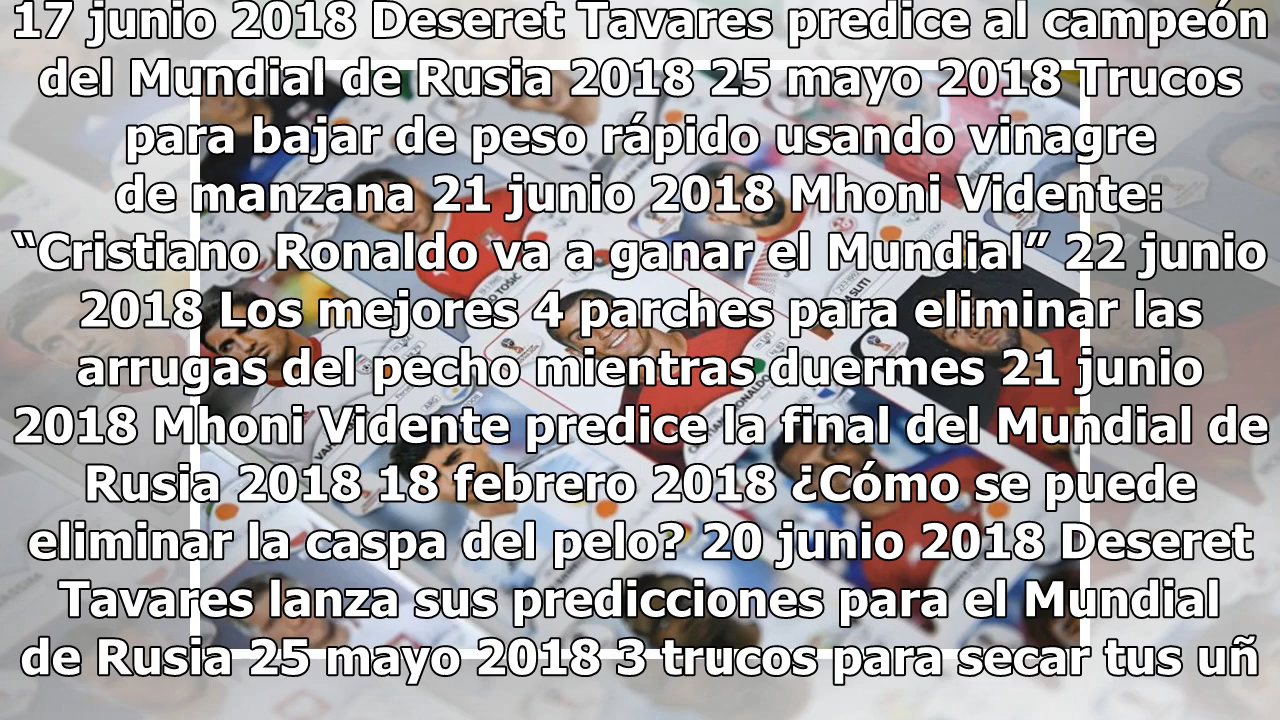 17 junio 2018 Deseret Tavares predice al campeón
del Mundial de Rusia 2018 25 mayo 2018 Trucos
para bajar de peso rápido usando vinagre
de manzana 21 junio 2018 Mhoni Vidente:
“Cristiano Ronaldo va a ganar el Mundial” 22 junio
2018 Los mejores 4 parches para eliminar las
arrugas del pecho mientras duermes 21 junio
2018 Mhoni Vidente predice la final del Mundial de
Rusia 2018 18 febrero 2018 ¿Cómo se puede
eliminar la caspa del pelo? 20 junio 2018 Deseret
Tavares lanza sus predicciones para el Mundial
de Rusia 25 mayo 2018 3 trucos para secar tus uñ